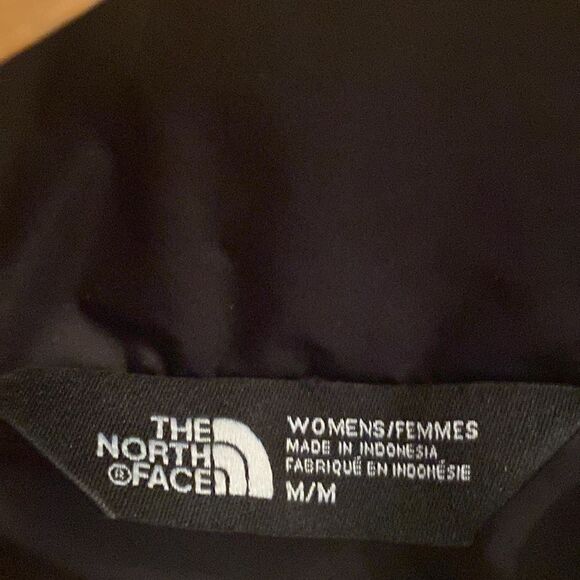 THE
NORTH
®FACE
WOMENS/FEMMES
MADE IN INDONESIA
FABRIQUÉ EN INDONÉSIE
M/M